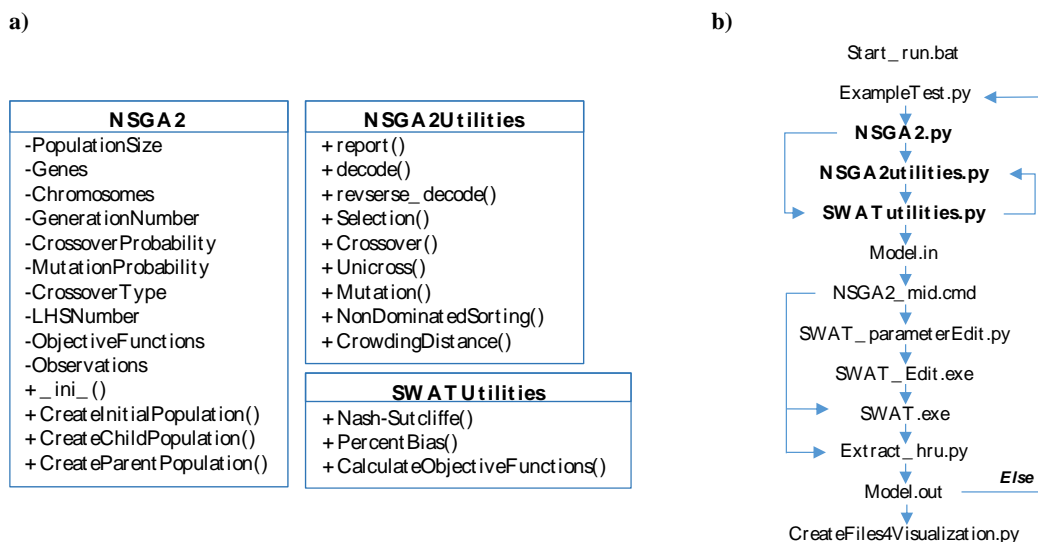 a)
NSGA2
-PopulationSize
-Genes
-Chromosomes
-GenerationNumber
-CrossoverProbability
-MutationProbability
-CrossoverType
-LHSNumber
-ObjectiveFunctions
-Observations
+_ini_()
+CreateInitialPopulation()
+CreateChildPopulation()
+CreateParentPopulation()
NSGA2Utilities
+report()
+decode()
+revserse_decode()
+Selection()
+Crossover()
+Unicross()
+Mutation()
+NonDominatedSorting()
+CrowdingDistance()
SWATUtilities
+Nash-Sutcliffe()
+PercentBias()
+CalculateObjectiveFunctions()
b)
Start_run.bat
ExampleTest.py
NSGA2.py
NSGA2utilities.py
SWATutilities.py
Model.in
NSGA2_mid.cmd
SWAT_parameterEdit.py
SWAT_Edit.exe
SWAT.exe
Extract_hru.py
Model.out
Else
CreateFiles4Visualization.py